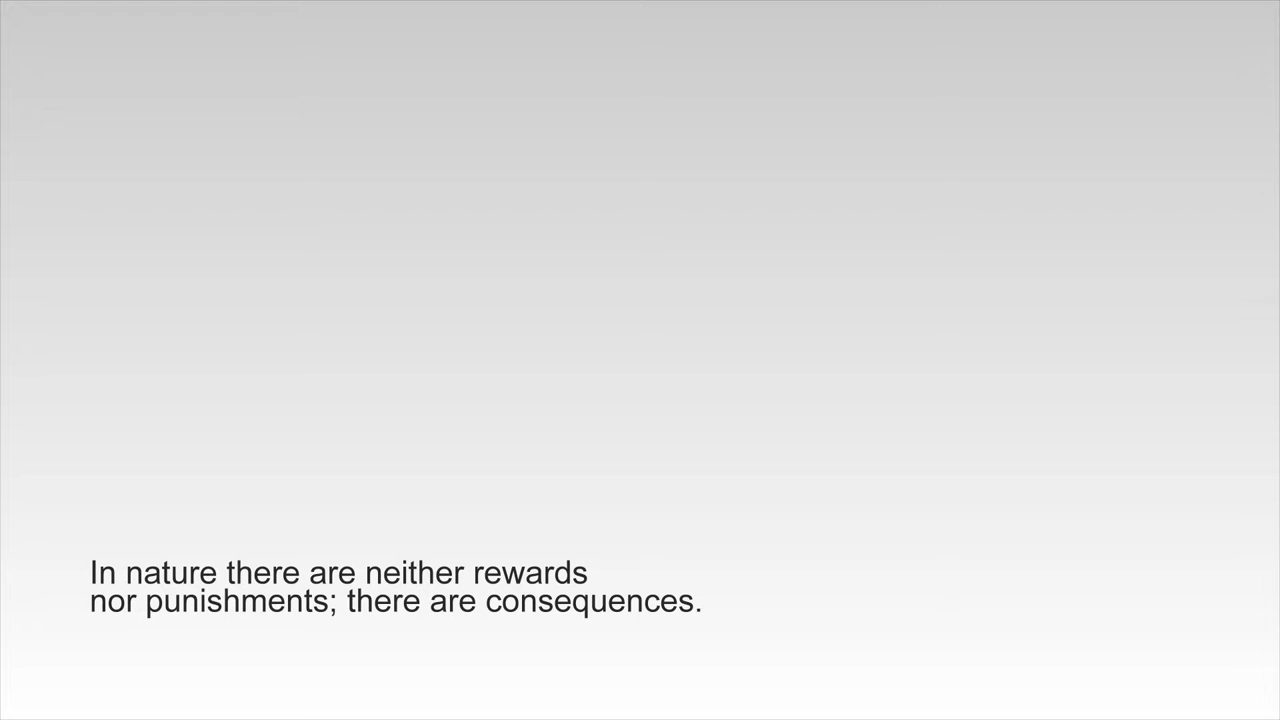 In nature there are neither rewards
nor punishments; there are consequences.